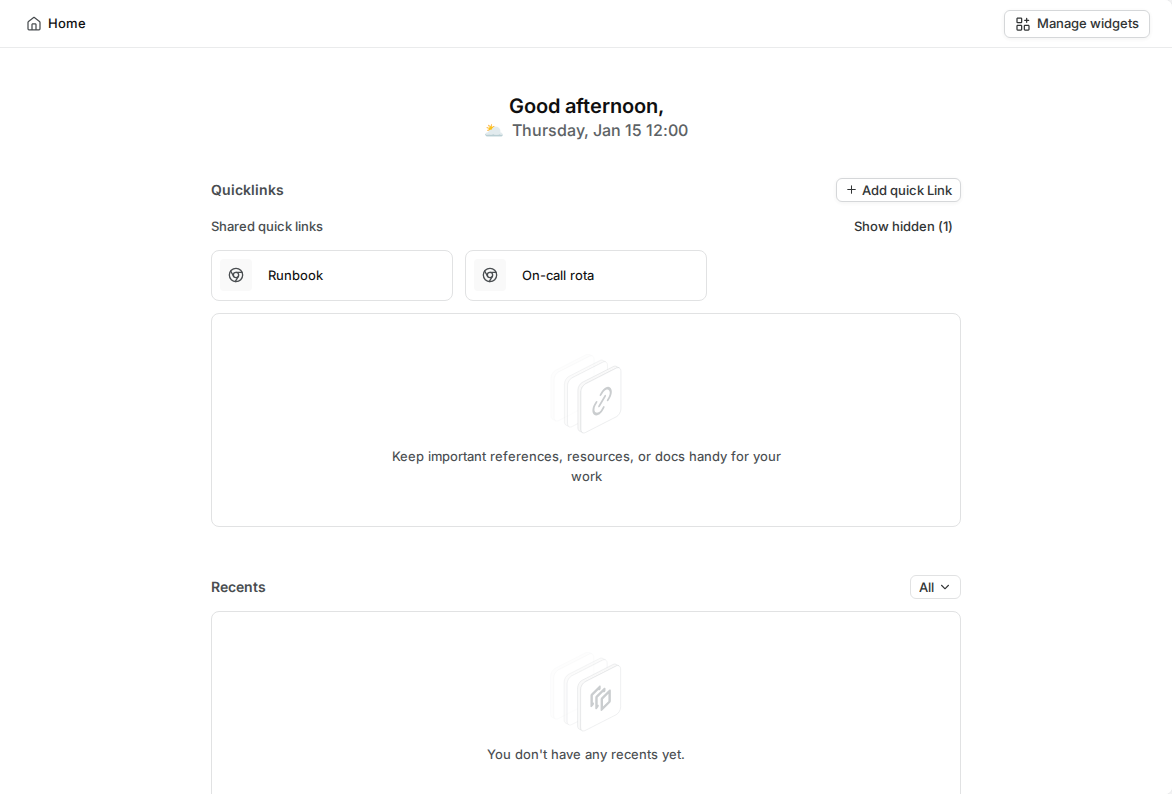 Home
Manage widgets
Good afternoon,
Thursday, Jan 15 12:00
Quicklinks
Add quick Link
Shared quick links
Show hidden (1)
Runbook
On-call rota
Keep important references, resources, or docs handy for your
work
Recents
All
You don't have any recents yet.